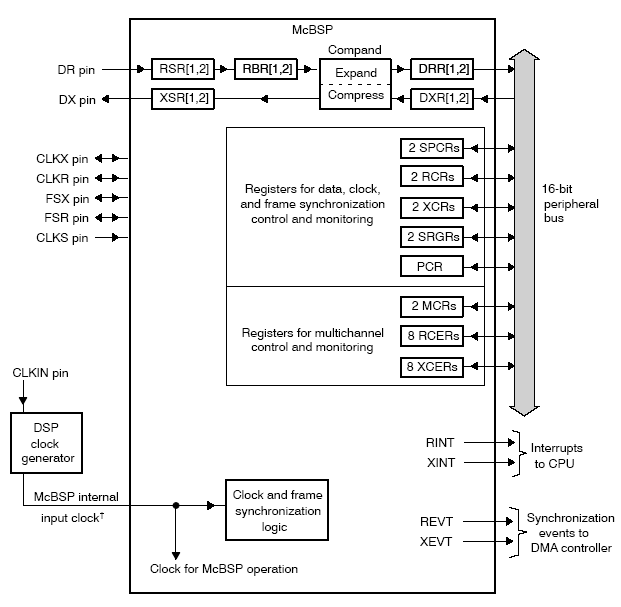 McBSP
Compand
DR pin
RSR[1,2]
RBR[1,2]
Expand
DRR[1,2]
DX pin
XSR[1,2]
Compress
DXR[1,2]
CLKX pin
CLKR pin
FSX pin
FSR pin
CLKS pin
Registers for data, clock,
and frame synchronization
control and monitoring
2 SPCRs
2 RCRs
2 XCRs
2 SRGRs
PCR
16-bit
peripheral
bus
Registers for multichannel
control and monitoring
2 MCRs
8 RCERs
8 XCERs
CLKIN pin
DSP
clock
generator
RINT
XINT
Interrupts
to CPU
McBSP internal
input clock†
Clock and frame
synchronization
logic
REVT
XEVT
Synchronization
events to
DMA controller
Clock for McBSP operation